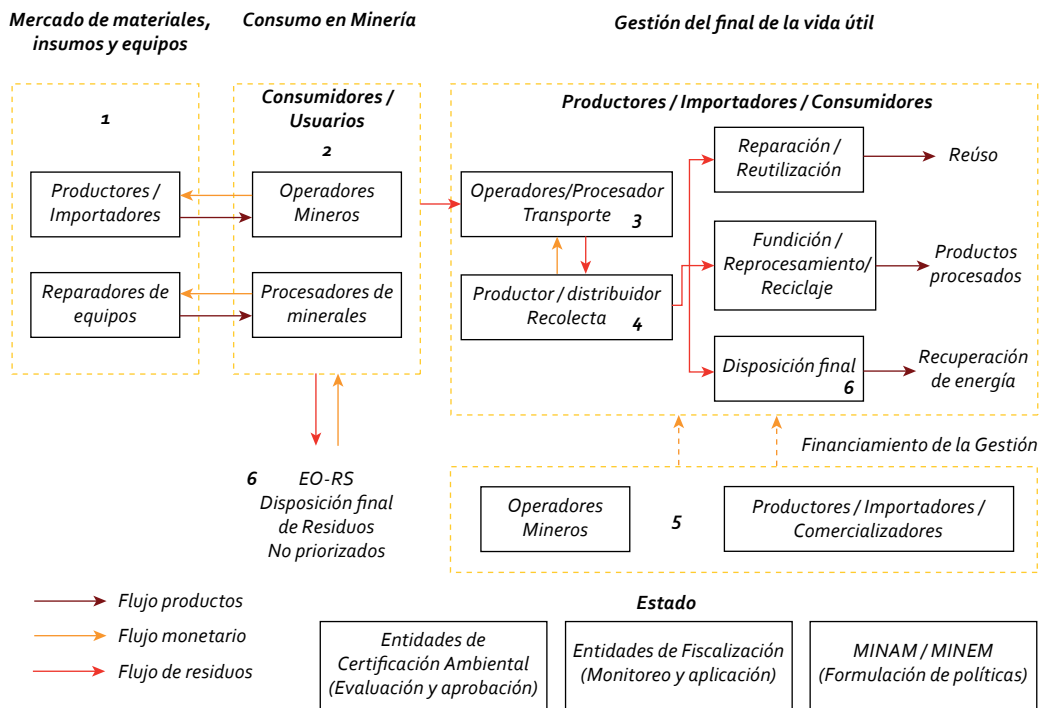 Mercado de materiales,
insumos y equipos
Consumo en Minería
Gestión del final de la vida útil
1
Productores /
Importadores
Reparadores de
equipos
Consumidores /
Usuarios
2
Operadores
Mineros
Procesadores de
minerales
Productores / Importadores / Consumidores
Operadores/Procesador
Transporte
3
Productor / distribuidor
Recolecta
4
Reparación /
Reutilización
Reúso
Fundición /
Reprocesamiento/
Reciclaje
Productos
procesados
Disposición final
6
Recuperación
de energía
6 EO-RS
Disposición final
de Residuos
No priorizados
Financiamiento de la Gestión
Operadores
Mineros
5
Productores / Importadores /
Comercializadores
Flujo productos
Flujo monetario
Flujo de residuos
Estado
Entidades de
Certificación Ambiental
(Evaluación y aprobación)
Entidades de Fiscalización
(Monitoreo y aplicación)
MINAM / MINEM
(Formulación de políticas)